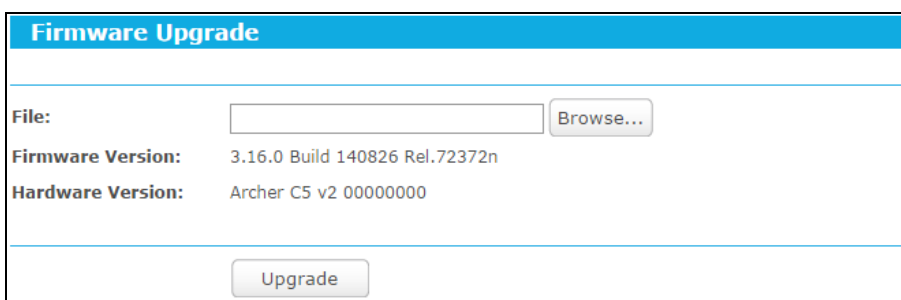 Firmware Upgrade
File: Browse...
Firmware Version: 3.16.0 Build 140826 Rel.72372n
Hardware Version: Archer C5 v2 00000000
Upgrade